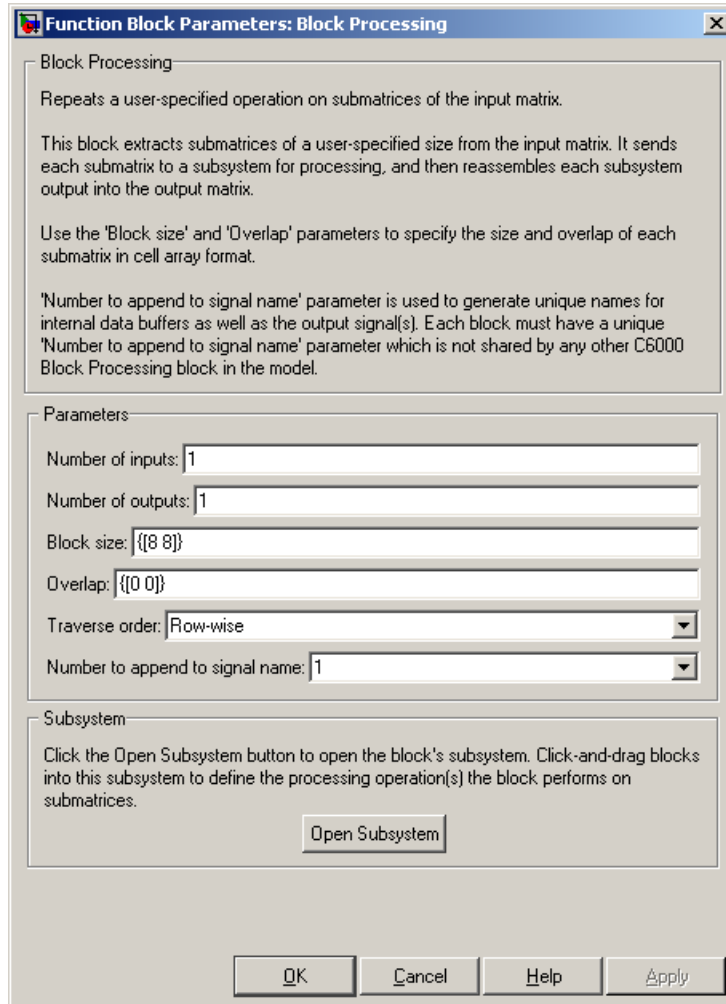 Function Block Parameters: Block Processing
Block Processing
Repeats a user-specified operation on submatrices of the input matrix.
This block extracts submatrices of a user-specified size from the input matrix. It sends
each submatrix to a subsystem for processing, and then reassembles each subsystem
output into the output matrix.
Use the 'Block size' and 'Overlap' parameters to specify the size and overlap of each
submatrix in cell array format.
'Number to append to signal name' parameter is used to generate unique names for
internal data buffers as well as the output signal(s). Each block must have a unique
'Number to append to signal name' parameter which is not shared by any other C6000
Block Processing block in the model.
Parameters
Number of inputs: 1
Number of outputs: 1
Block size: {[8 8]}
Overlap: {[0 0]}
Traverse order: Row-wise
Number to append to signal name: 1
Subsystem
Click the Open Subsystem button to open the block's subsystem. Click-and-drag blocks
into this subsystem to define the processing operation(s) the block performs on
submatrices.
Open Subsystem
OK Cancel Help Apply